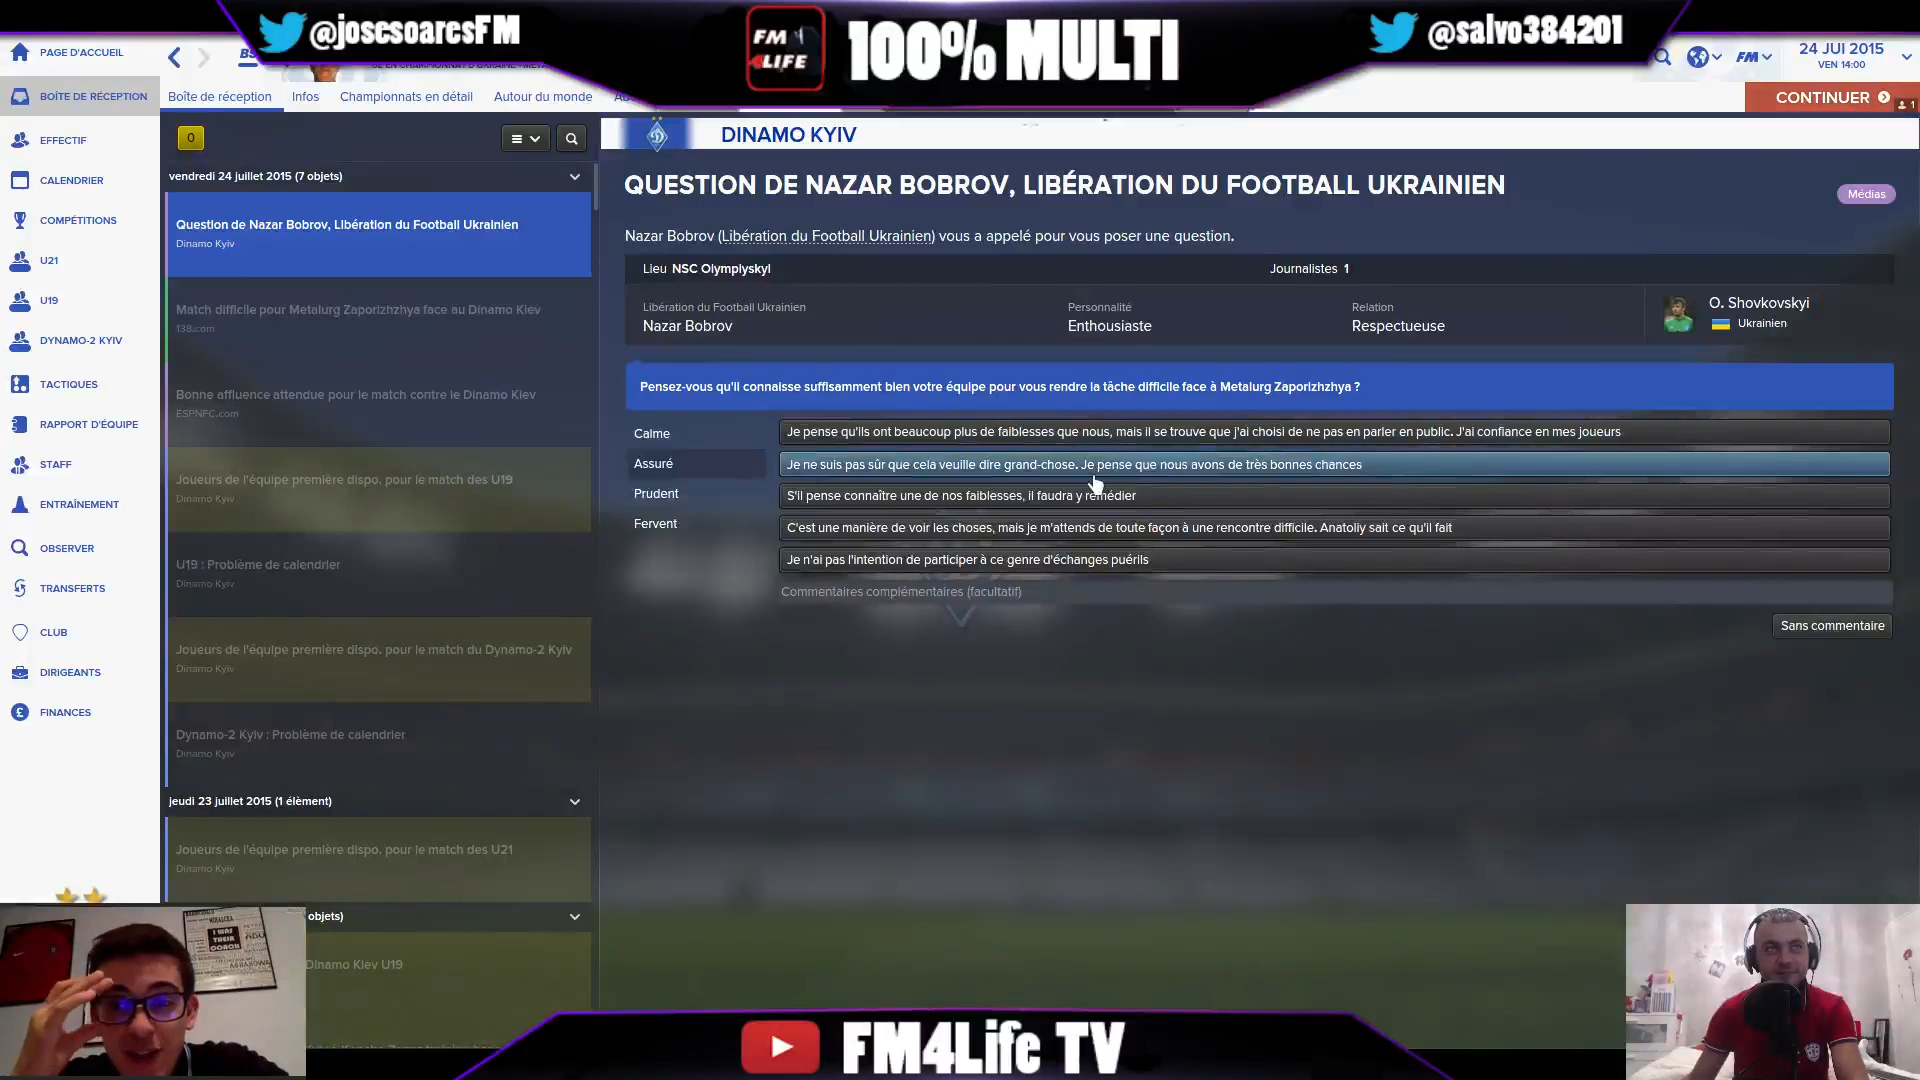 @josesoaresFM
FM
LIFE
100% MULTI
@salvo384201
PAGE D'ACCUEIL
24 JUI 2015
VEN 14:00
FM
BOÎTE DE RÉCEPTION
Boîte de réception
Infos
Championnats en détail
Autour du monde
CONTINUER
1
0
DINAMO KYIV
EFFECTIF
CALENDRIER
COMPÉTITIONS
U21
U19
DYNAMO-2 KYIV
TACTIQUES
RAPPORT D'ÉQUIPE
STAFF
ENTRAÎNEMENT
OBSERVER
TRANSFERTS
CLUB
DIRIGEANTS
FINANCES
vendredi 24 juillet 2015 (7 objets)
Question de Nazar Bobrov, Libération du Football Ukrainien
Dinamo Kyiv
Match difficile pour Metalurg Zaporizhzhya face au Dinamo Kiev
138.com
Bonne affluence attendue pour le match contre le Dinamo Kiev
ESPNFC.com
Joueurs de l'équipe première dispo. pour le match des U19
Dinamo Kyiv
U19 : Problème de calendrier
Dinamo Kyiv
Joueurs de l'équipe première dispo. pour le match du Dynamo-2 Kyiv
Dinamo Kyiv
Dynamo-2 Kyiv : Problème de calendrier
Dinamo Kyiv
jeudi 23 juillet 2015 (1 élément)
Joueurs de l'équipe première dispo. pour le match des U21
Dinamo Kyiv
objets)
Dinamo Kiev U19
QUESTION DE NAZAR BOBROV, LIBÉRATION DU FOOTBALL UKRAINIEN
Médias
Nazar Bobrov (Libération du Football Ukrainien) vous a appelé pour vous poser une question.
Lieu NSC Olympiyskyi
Journalistes 1
Libération du Football Ukrainien
Nazar Bobrov
Personnalité
Enthousiaste
Relation
Respectueuse
O. Shovkovskyi
Ukrainien
Pensez-vous qu'il connaisse suffisamment bien votre équipe pour vous rendre la tâche difficile face à Metalurg Zaporizhzhya ?
Calme
Assuré
Prudent
Fervent
Je pense qu'ils ont beaucoup plus de faiblesses que nous, mais il se trouve que j'ai choisi de ne pas en parler en public. J'ai confiance en mes joueurs
Je ne suis pas sûr que cela veuille dire grand-chose. Je pense que nous avons de très bonnes chances
S'il pense connaître une de nos faiblesses, il faudra y remédier
C'est une manière de voir les choses, mais je m'attends de toute façon à une rencontre difficile. Anatoliy sait ce qu'il fait
Je n'ai pas l'intention de participer à ce genre d'échanges puérils
Commentaires complémentaires (facultatif)
Sans commentaire
I WAS
THEIR
FM4Life TV